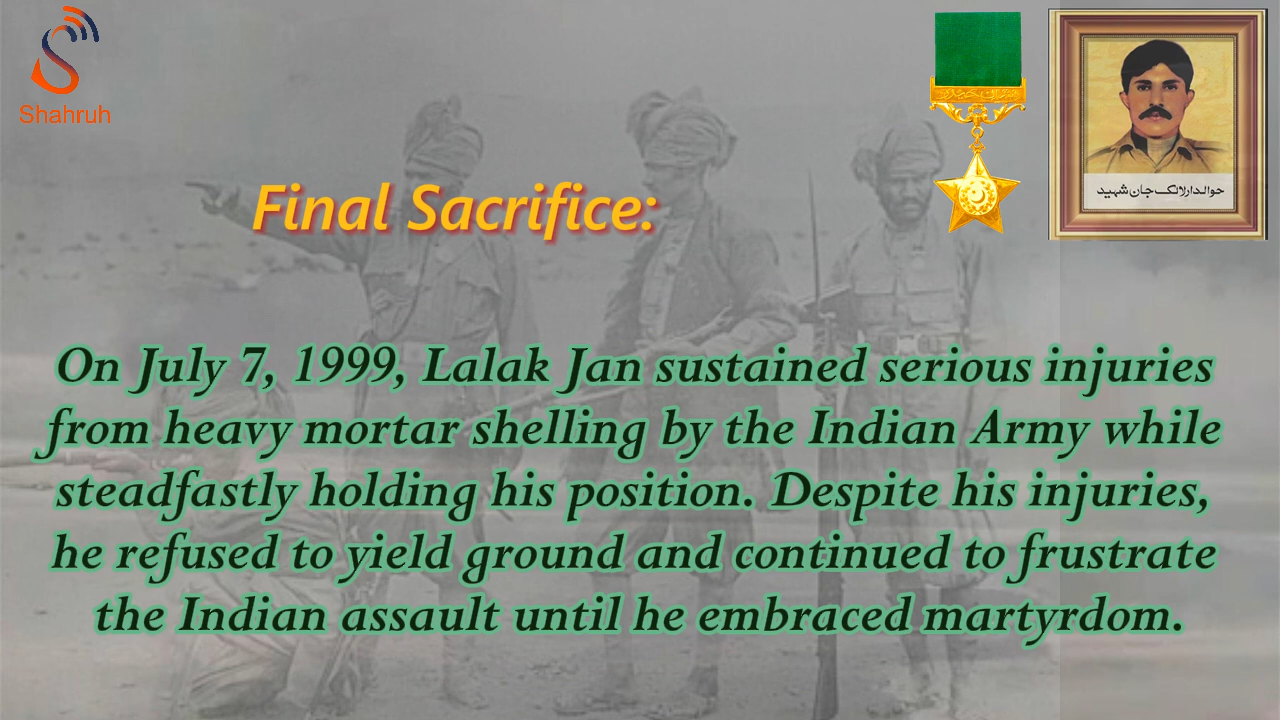 Shahruh
حوالدار لالک جان شہید
Final Sacrifice:
On July 7, 1999, Lalak Jan sustained serious injuries
from heavy mortar shelling by the Indian Army while
steadfastly holding his position. Despite his injuries,
he refused to yield ground and continued to frustrate
the Indian assault until he embraced martyrdom.